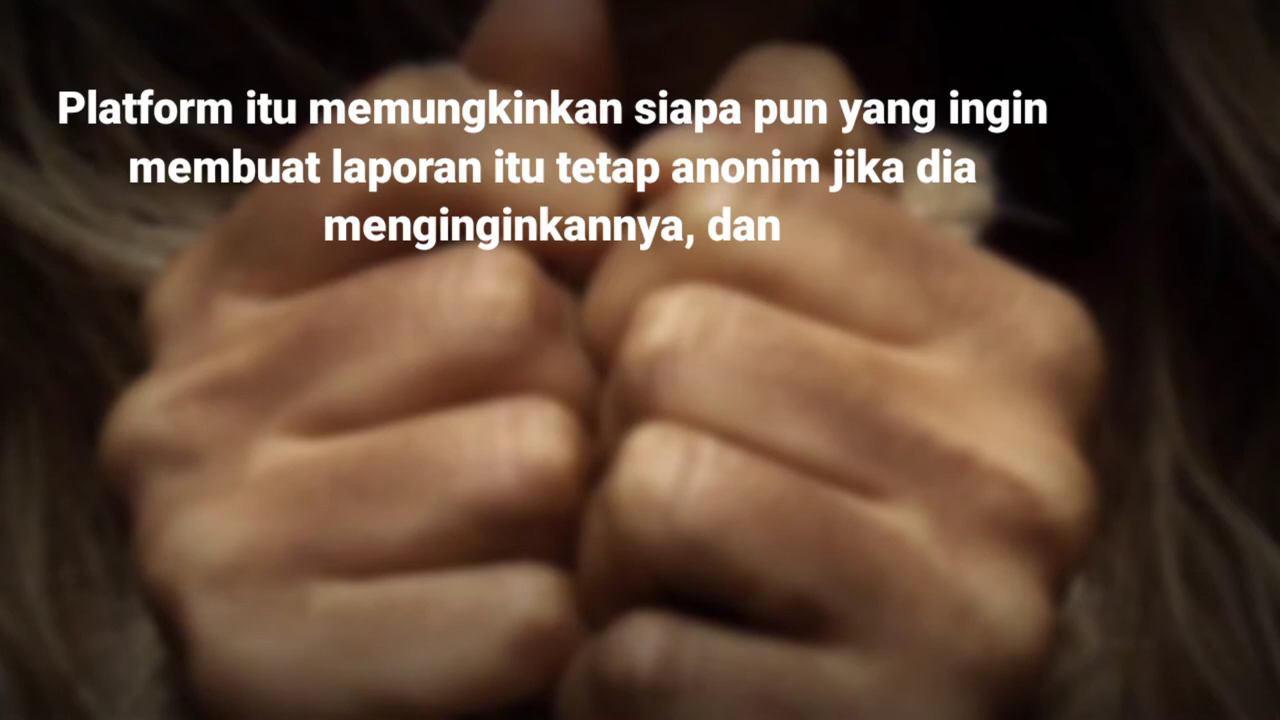 Platform itu memungkinkan siapa pun yang ingin
membuat laporan itu tetap anonim jika dia
menginginkannya, dan